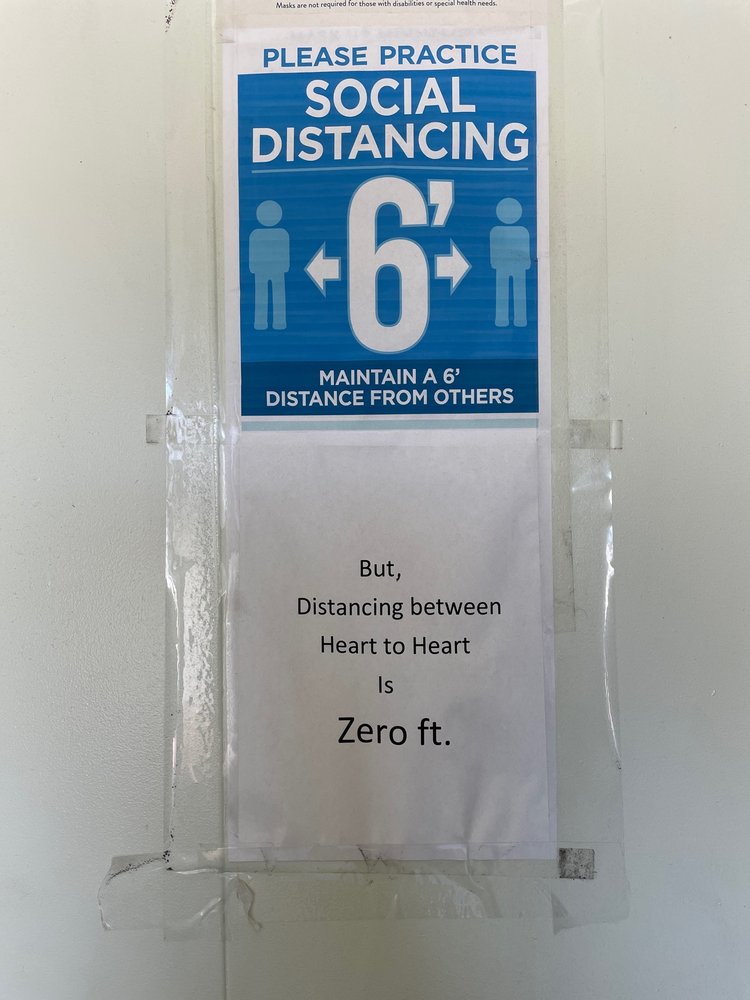 Masks are not required for those with disabilities or special health needs.
PLEASE PRACTICE
SOCIAL
DISTANCING
6'
MAINTAIN A 6'
DISTANCE FROM OTHERS
But,
Distancing between
Heart to Heart
Is
Zero ft.